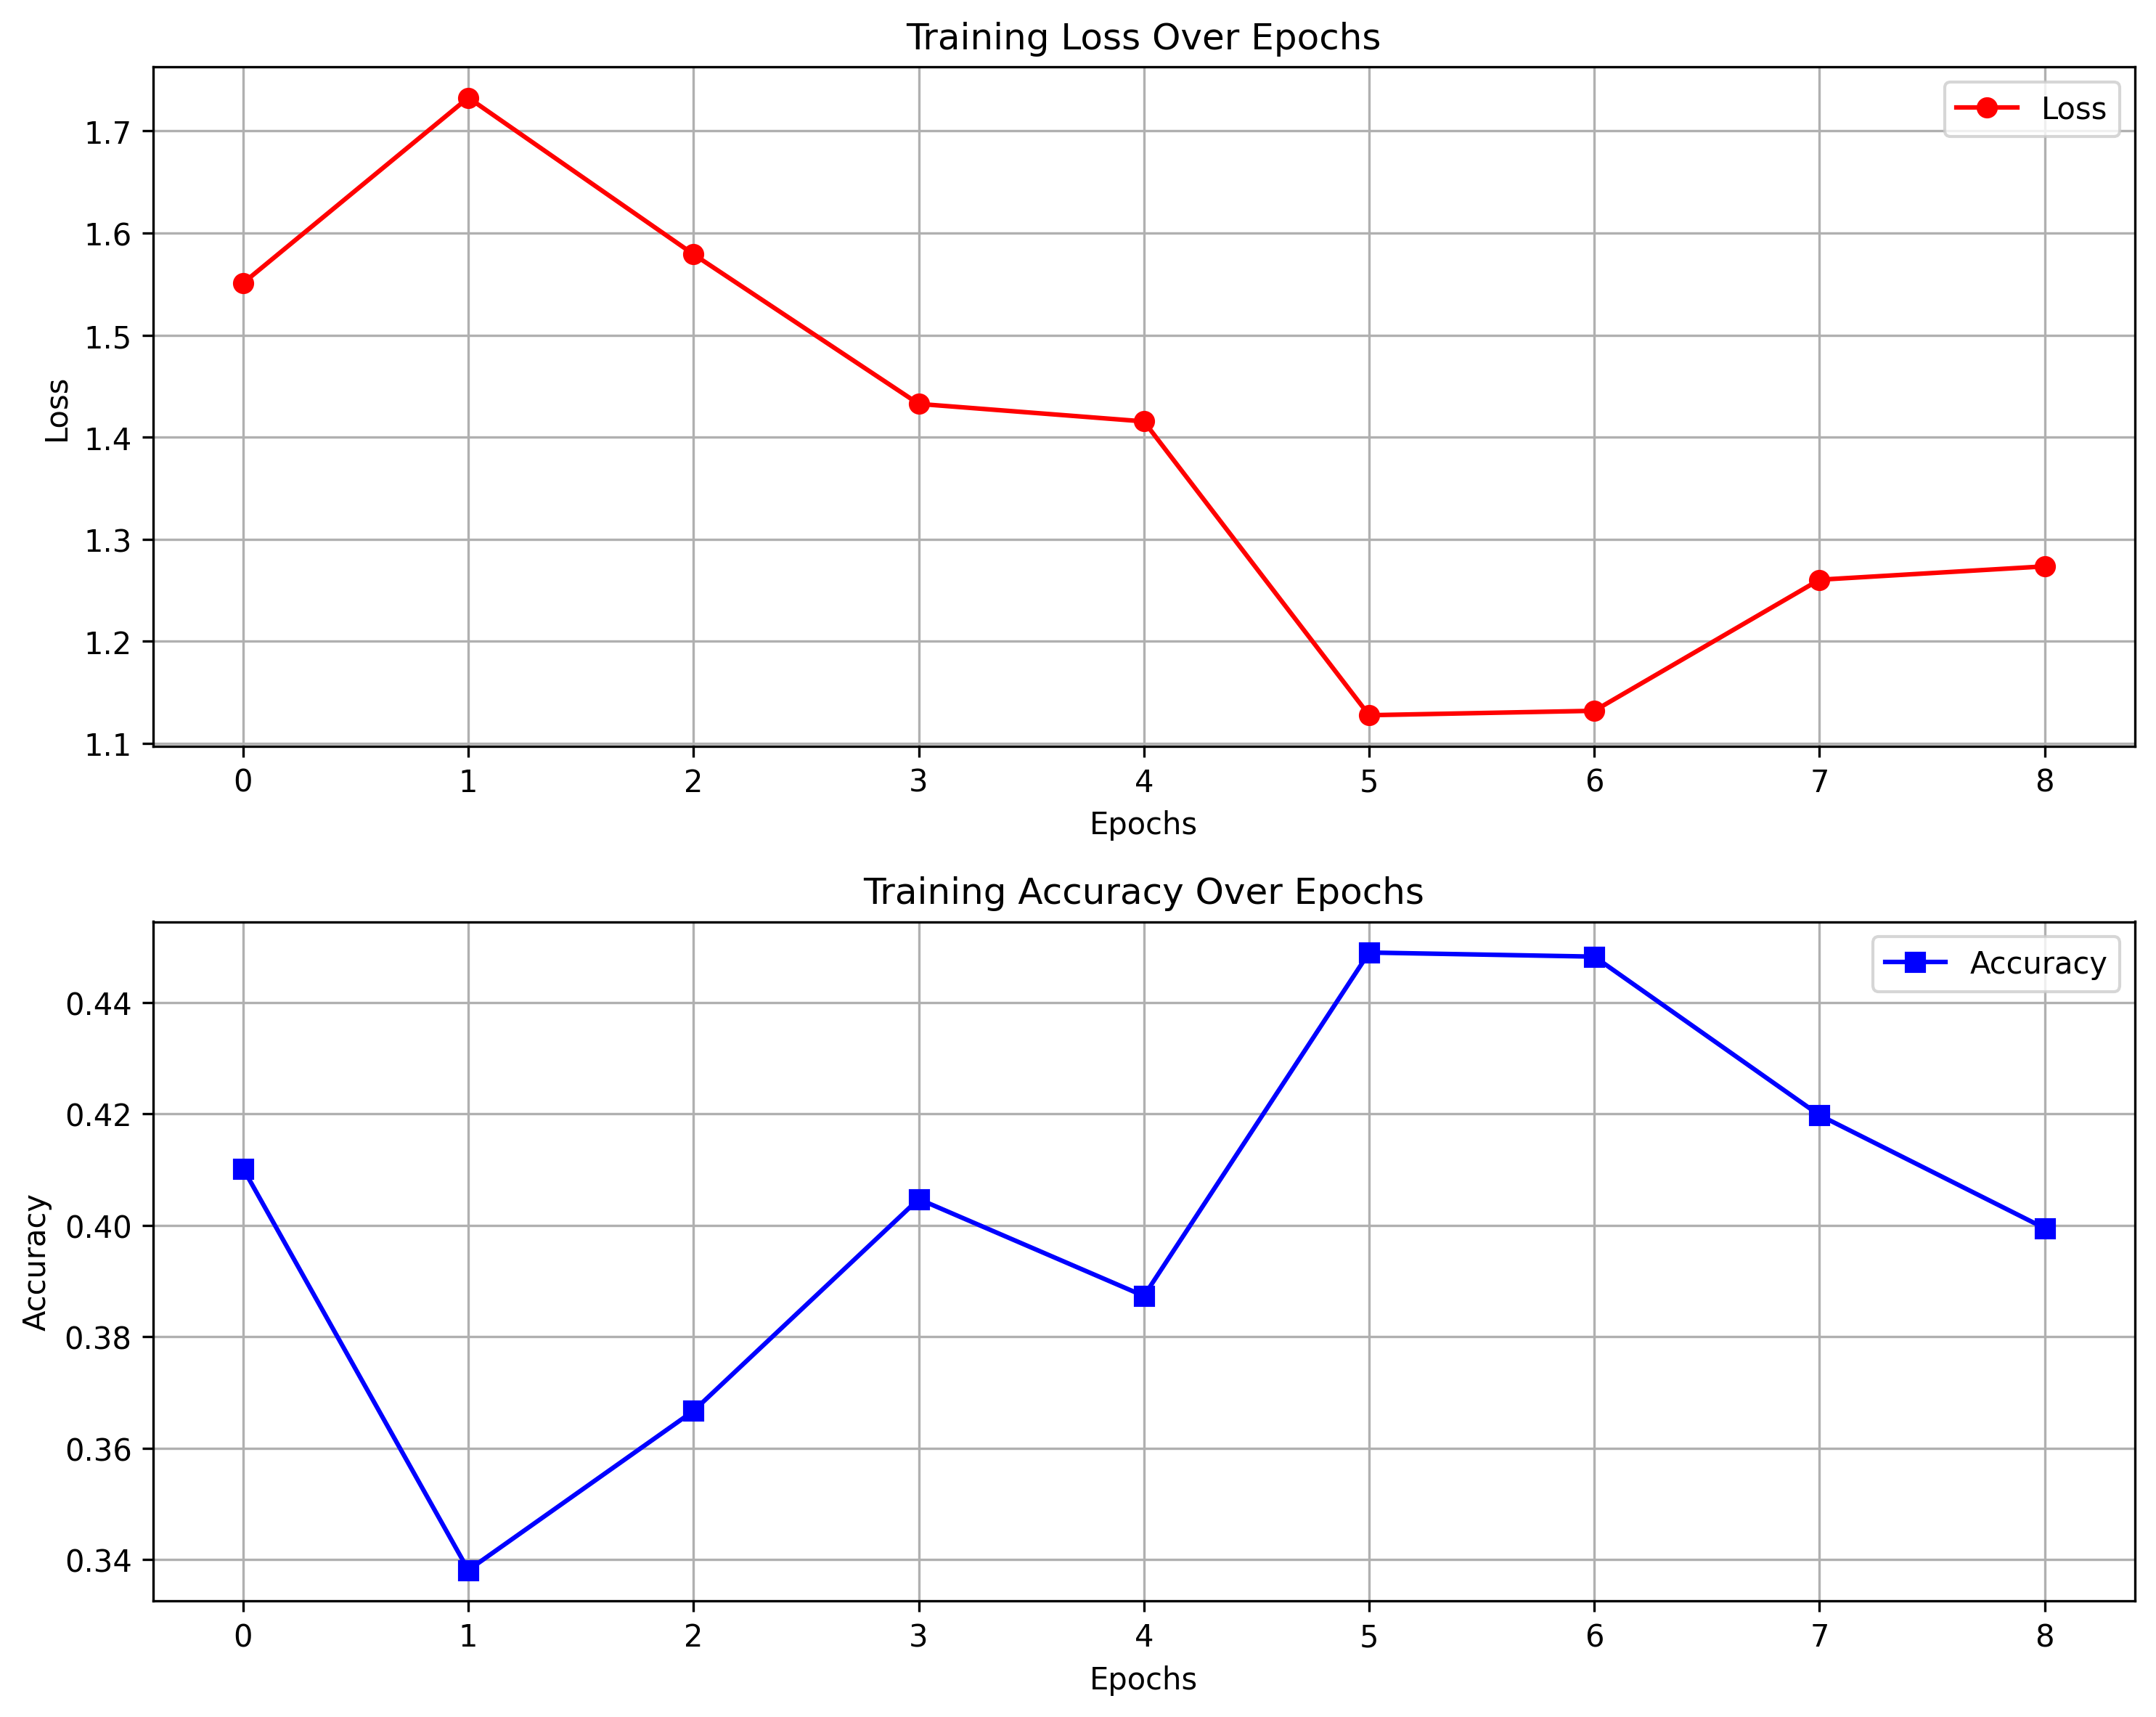 Training Loss Over Epochs
Loss
1.7
1.6
1.5
1.4
1.3
1.2
1.1
Loss
0 1 2 3 4 5 6 7 8
Epochs
Training Accuracy Over Epochs
Accuracy
0.44
0.42
0.40
0.38
0.36
0.34
Accuracy
0 1 2 3 4 5 6 7 8
Epochs